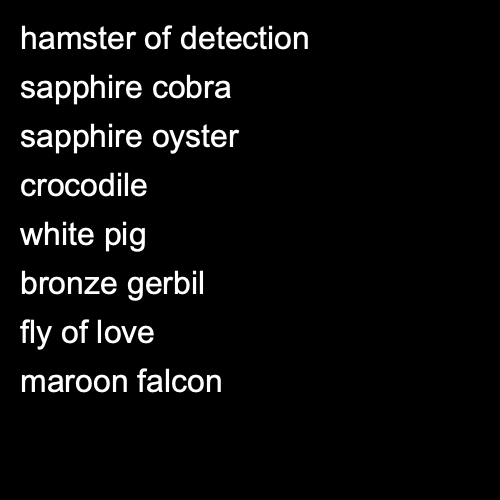 hamster of detection
sapphire cobra
sapphire oyster
crocodile
white pig
bronze gerbil
fly of love
maroon falcon